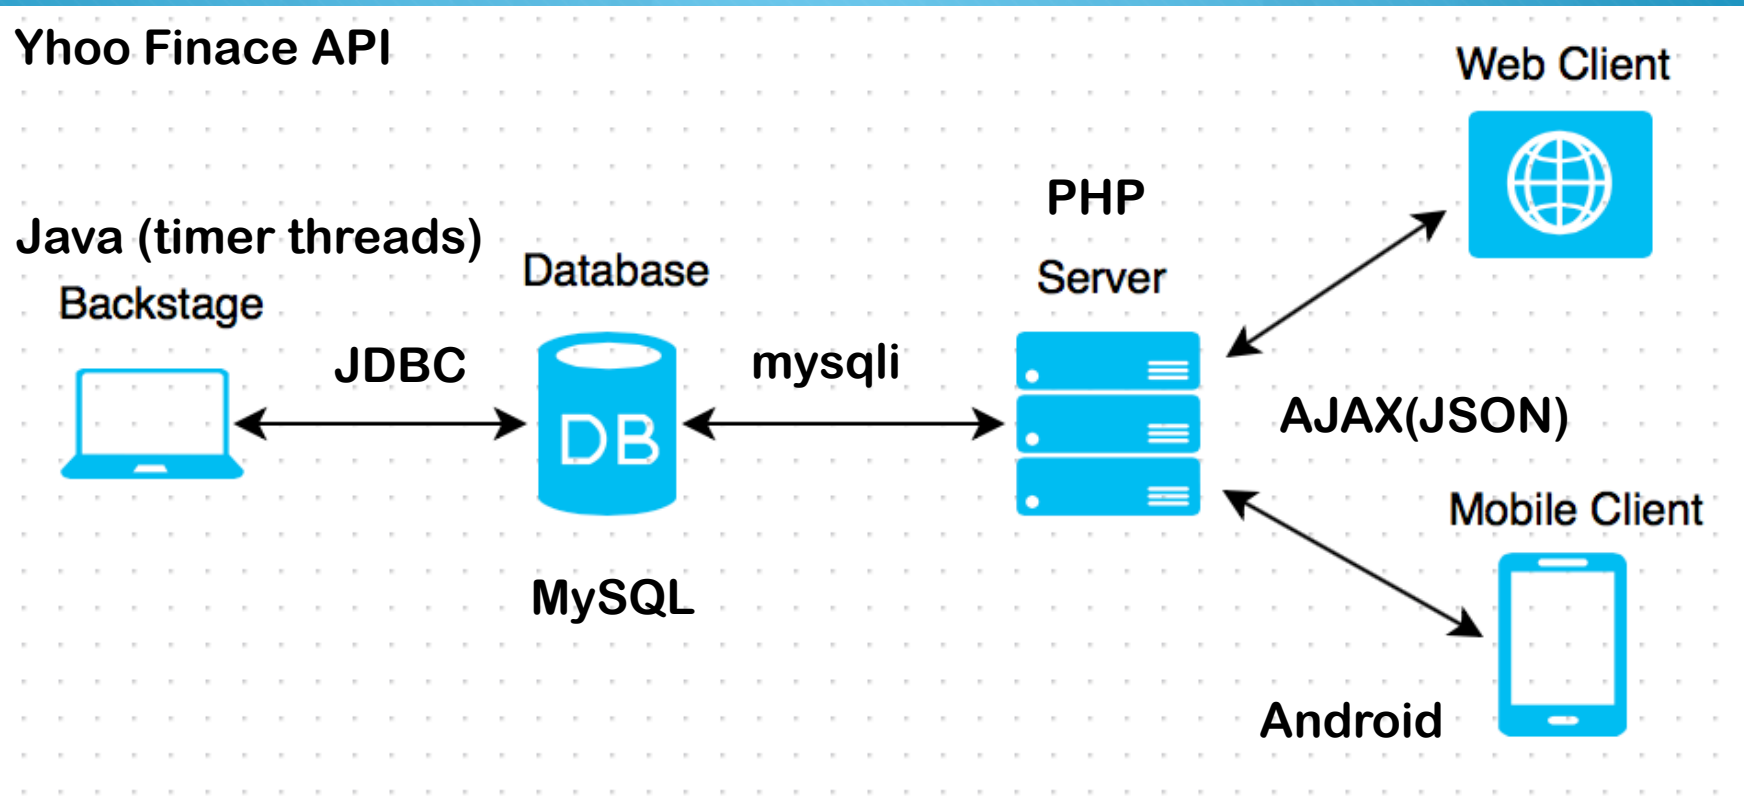 Yhoo Finace API
Web Client
PHP
Java (timer threads)
Database
Server
Backstage
JDBC
mysqli
AJAX(JSON)
DB
Mobile Client
MySQL
Android